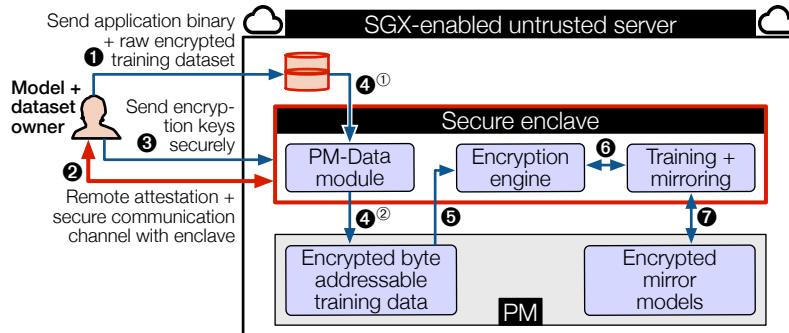 SGX-enabled untrusted server
Send application binary
+ raw encrypted
training dataset
❶
❹①
Model +
dataset
owner
Send encryp-
tion keys
securely
❸
❷
Remote attestation +
secure communication
channel with enclave
Secure enclave
PM-Data
module
Encryption
engine
❻
Training +
mirroring
❹②
❺
❼
Encrypted byte
addressable
training data
Encrypted
mirror
models
PM